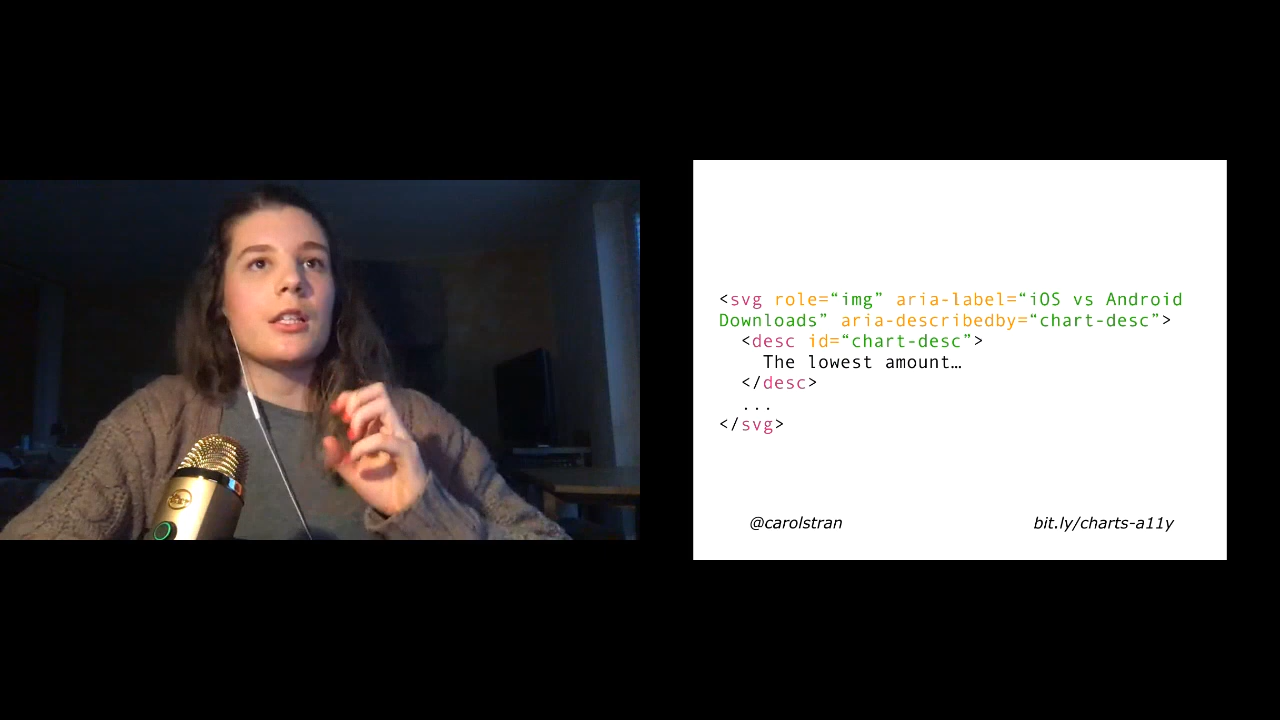 <svg role=“img” aria-label=“iOS vs Android
Downloads” aria-describedby=“chart-desc”>
<desc id=“chart-desc”>
The lowest amount…
</desc>
...
</svg>
@carolstran
bit.ly/charts-a11y